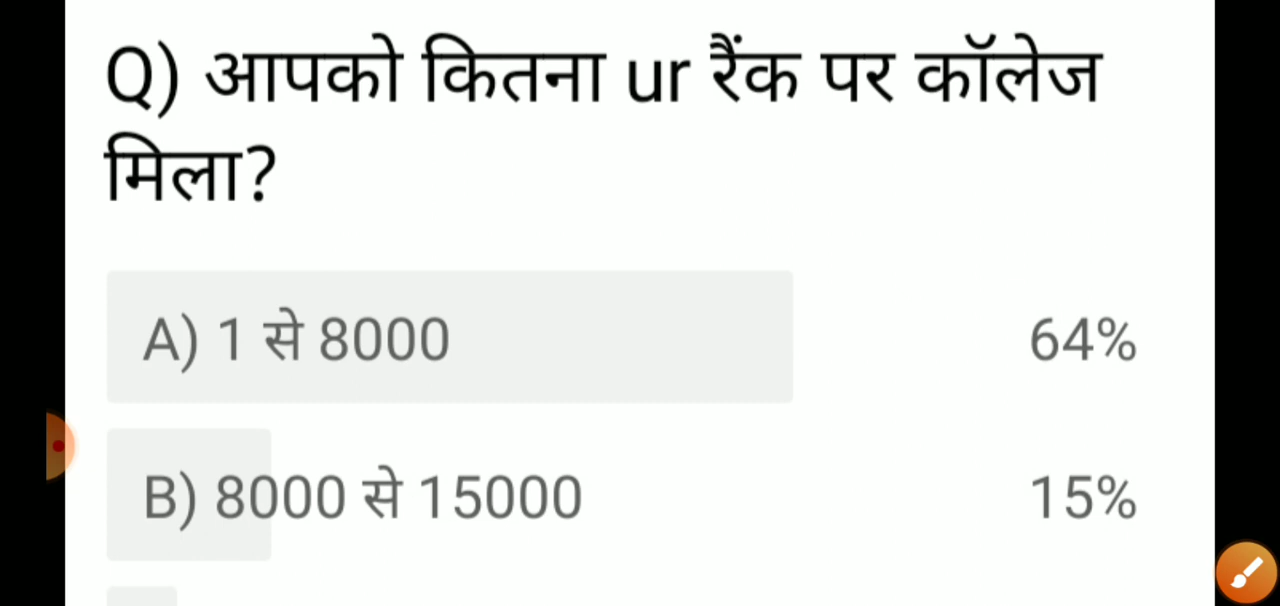 Q) आपको कितना ur रैंक पर कॉलेज
मिला?
A) 1 से 8000 64%
B) 8000 से 15000 15%